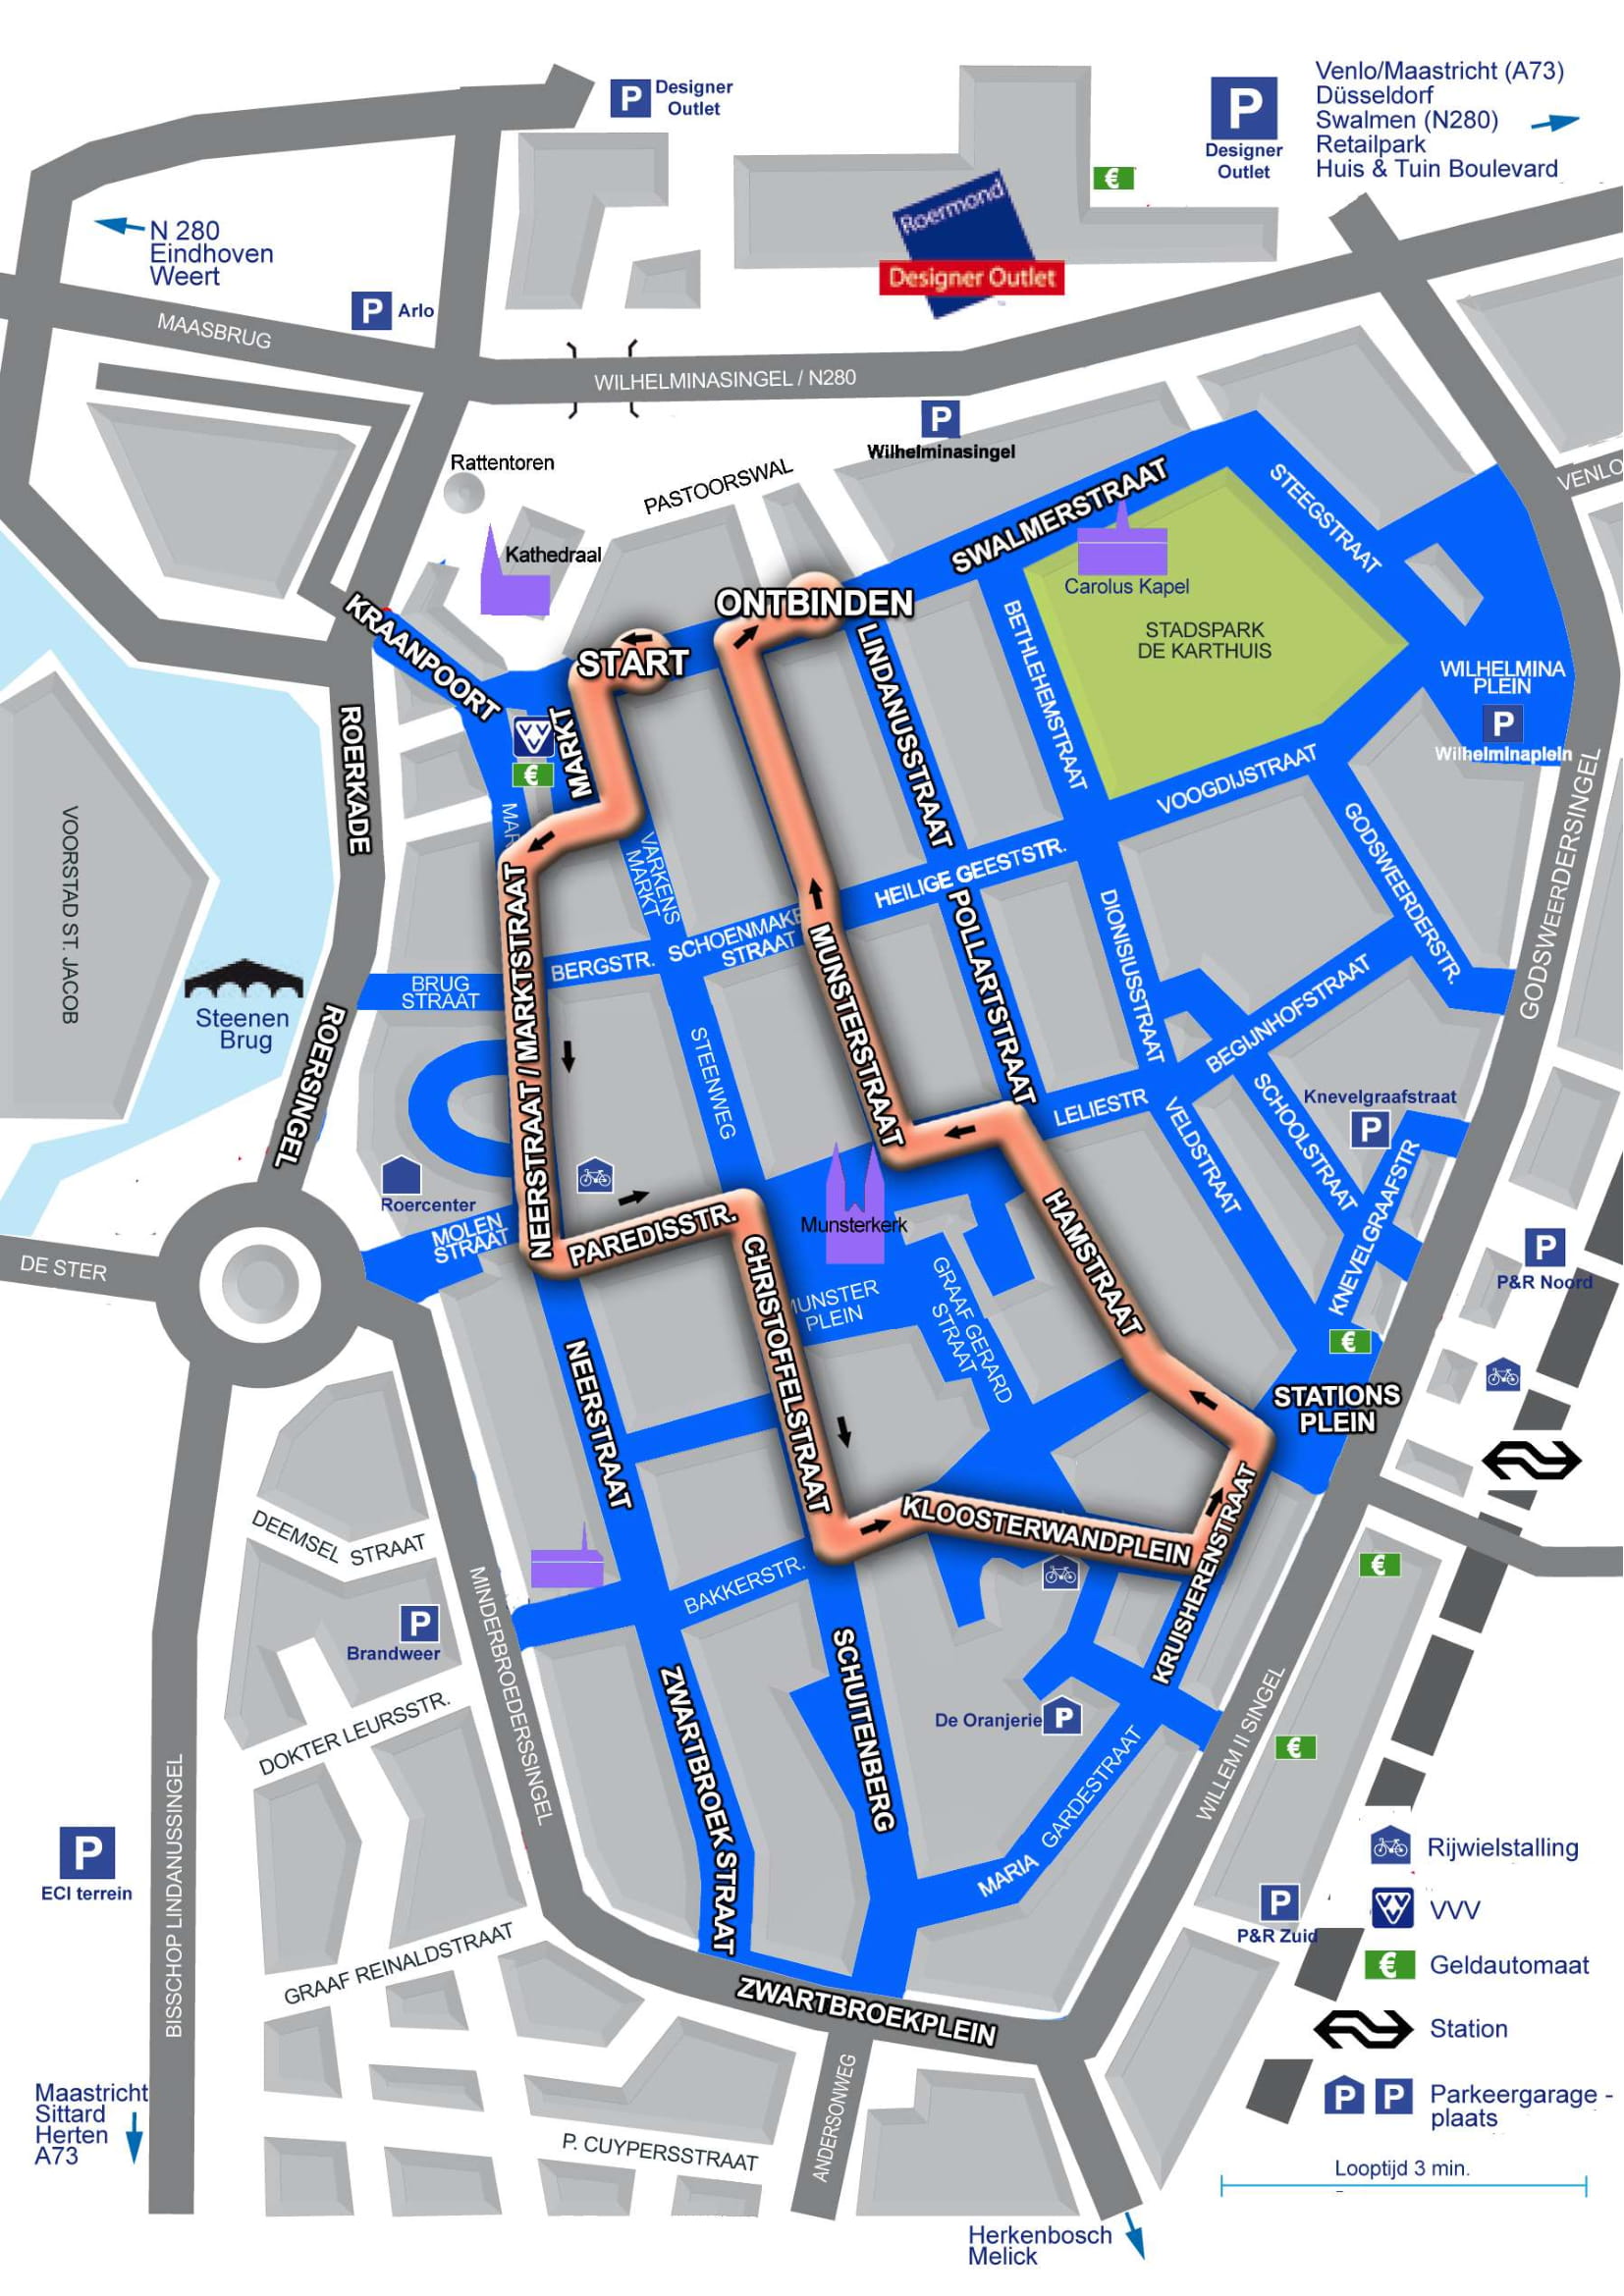 P Designer
Outlet
P
Designer
Outlet
Venlo/Maastricht (A73)
Düsseldorf
Swalmen (N280)
Retailpark
Huis & Tuin Boulevard
€
Roermond
Designer Outlet
N 280
Eindhoven
Weert
P Arlo
MAASBRUG
WILHELMINASINGEL / N280
P
Wilhelminasingel
Rattentoren
PASTOORSWAL
Kathedraal
SWALMERSTRAAT
STEEGSTRAAT
VENLO
Carolus Kapel
STADSPARK
DE KARTHUIS
KRAANPOORT
ONTBINDEN
START
LINDANUSSTRAAT
BETHLEHEMSTRAAT
WILHELMINA
PLEIN
P
Wilhelminaplein
ROERKADE
VVV
MARKT
€
MAR
VOORSTAD ST. JACOB
VARKENS
MARKT
VOOGDIJSTRAAT
GODSWEERDERSTR.
GODSWEERDERSINGEL
HEILIGE GEESTSTR.
BERGSTR.
SCHOENMAKE
STRAAT
BRUG
STRAAT
Steenen
Brug
ROERSINGEL
NEERSTRAAT / MARKTSTRAAT
STEENWEG
MUNSTERSTRAAT
POLLARTSTRAAT
DIONISIUSSTRAAT
BEGIJNHOFSTRAAT
LELIESTR
VELDSTRAAT
SCHOOLSTRAAT
Knevelgraafstraat
P
KNEVELGRAAFSTR
Roercenter
MOLEN
STRAAT
DE STER
PAREDISSTR.
Munsterkerk
HAMSTRAAT
P
P&R Noord
CHRISTOFFELSTRAAT
MUNSTER
PLEIN
GRAAF GERARD
STRAAT
€
STATIONS
PLEIN
NEERSTRAAT
KLOOSTERWANDPLEIN
KRUISHERENSTRAAT
DEEMSEL STRAAT
BAKKERSTR.
€
MINDERBROEDERSSINGEL
P
Brandweer
DOKTER LEURSSTR.
ZWARTBROEK STRAAT
SCHUITENBERG
De Oranjerie P
WILLEM II SINGEL
€
MARIA GARDESTRAAT
P
ECI terrein
BISSCHOP LINDANUSSINGEL
GRAAF REINALDSTRAAT
P
P&R Zuid
Rijwielstalling
VVV VVV
€ Geldautomaat
Station
P P Parkeergarage -
plaats
ZWARTBROEKPLEIN
ANDERSONWEG
P. CUYPERSSTRAAT
Maastricht
Sittard
Herten
A73
Looptijd 3 min.
Herkenbosch
Melick